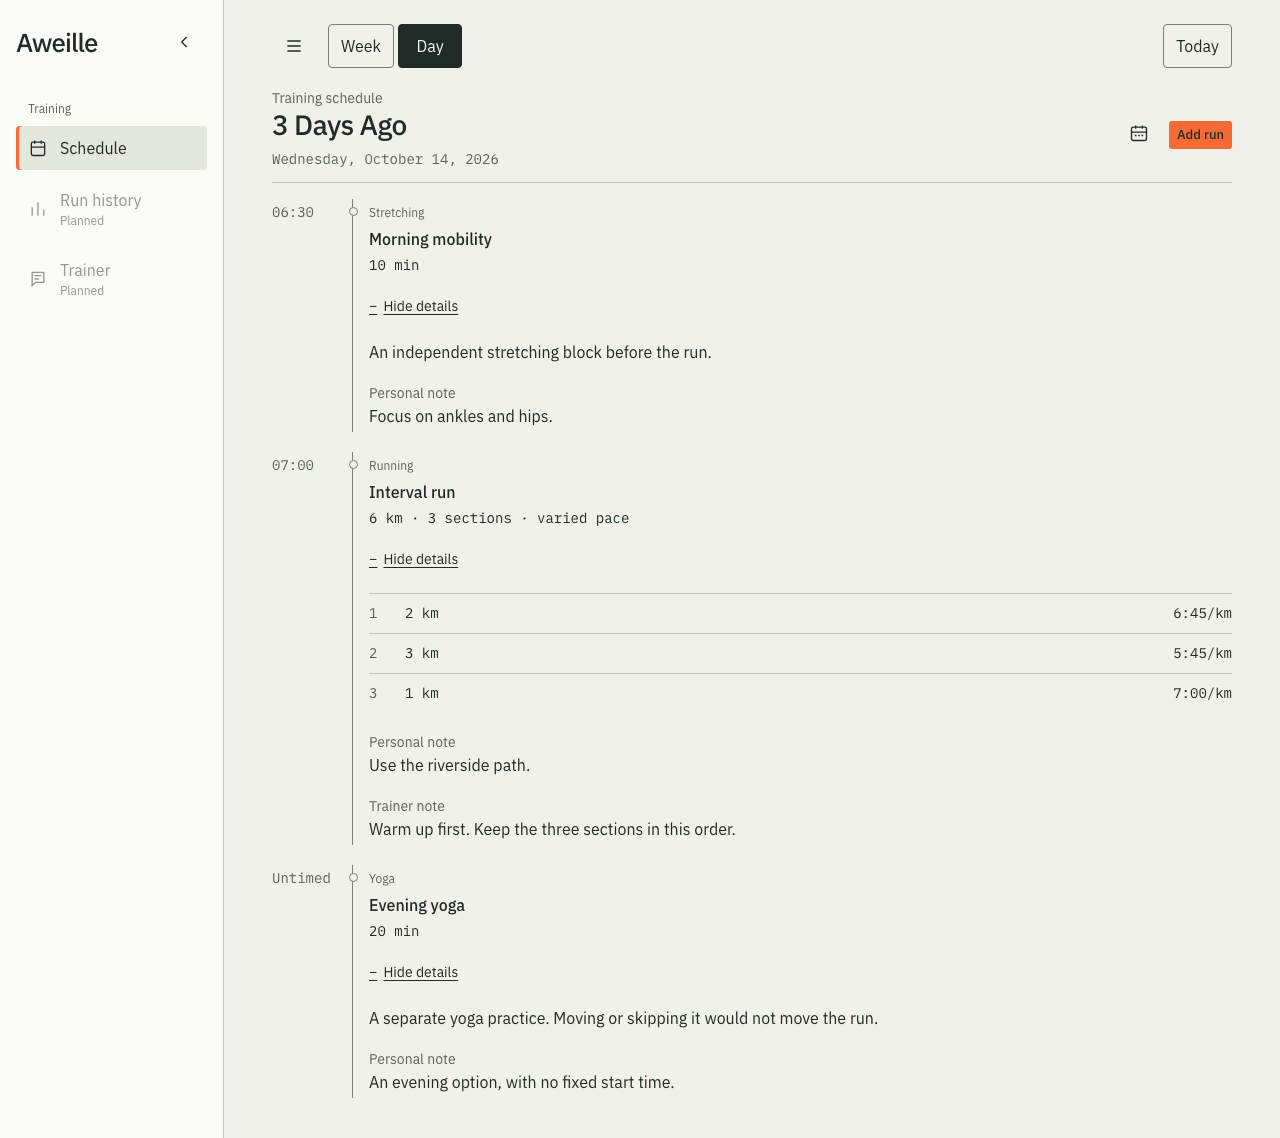 Aweille
Training
Schedule
Run history
Planned
Trainer
Planned
Week
Day
Today
Training schedule
3 Days Ago
Wednesday, October 14, 2026
Add run
06:30
Stretching
Morning mobility
10 min
– Hide details
An independent stretching block before the run.
Personal note
Focus on ankles and hips.
07:00
Running
Interval run
6 km · 3 sections · varied pace
– Hide details
1 2 km 6:45/km
2 3 km 5:45/km
3 1 km 7:00/km
Personal note
Use the riverside path.
Trainer note
Warm up first. Keep the three sections in this order.
Untimed
Yoga
Evening yoga
20 min
– Hide details
A separate yoga practice. Moving or skipping it would not move the run.
Personal note
An evening option, with no fixed start time.